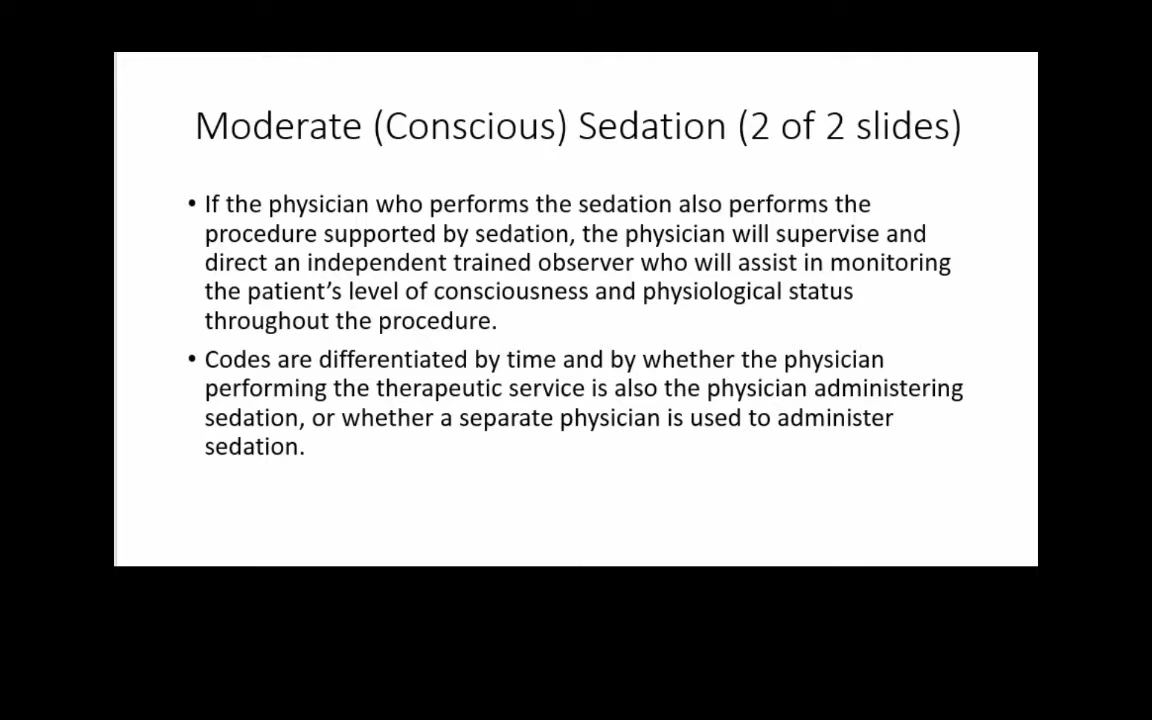 Moderate (Conscious) Sedation (2 of 2 slides)
• If the physician who performs the sedation also performs the
procedure supported by sedation, the physician will supervise and
direct an independent trained observer who will assist in monitoring
the patient’s level of consciousness and physiological status
throughout the procedure.
• Codes are differentiated by time and by whether the physician
performing the therapeutic service is also the physician administering
sedation, or whether a separate physician is used to administer
sedation.